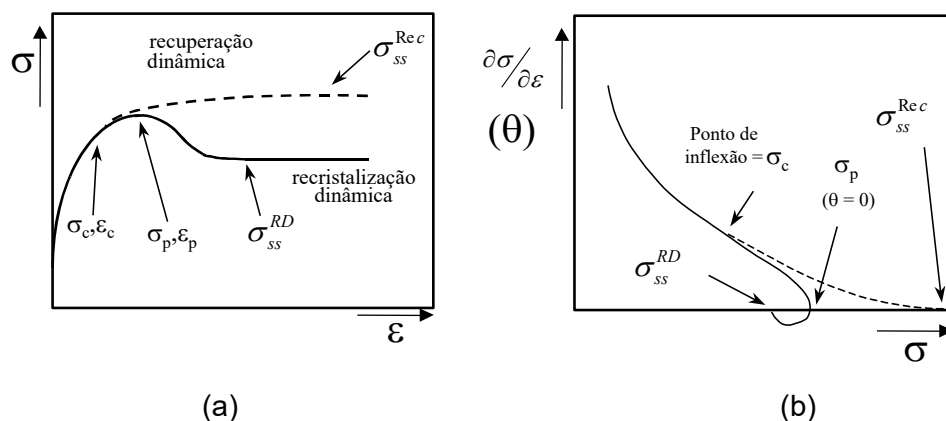 recuperação
dinâmica
σ_ss^Rec
σ
recristalização
dinâmica
σ_c,ε_c
σ_p,ε_p
σ_ss^RD
ε
(a)
∂σ/∂ε
(θ)
σ_ss^Rec
Ponto de
inflexão = σ_c
σ_p
(θ = 0)
σ_ss^RD
σ
(b)